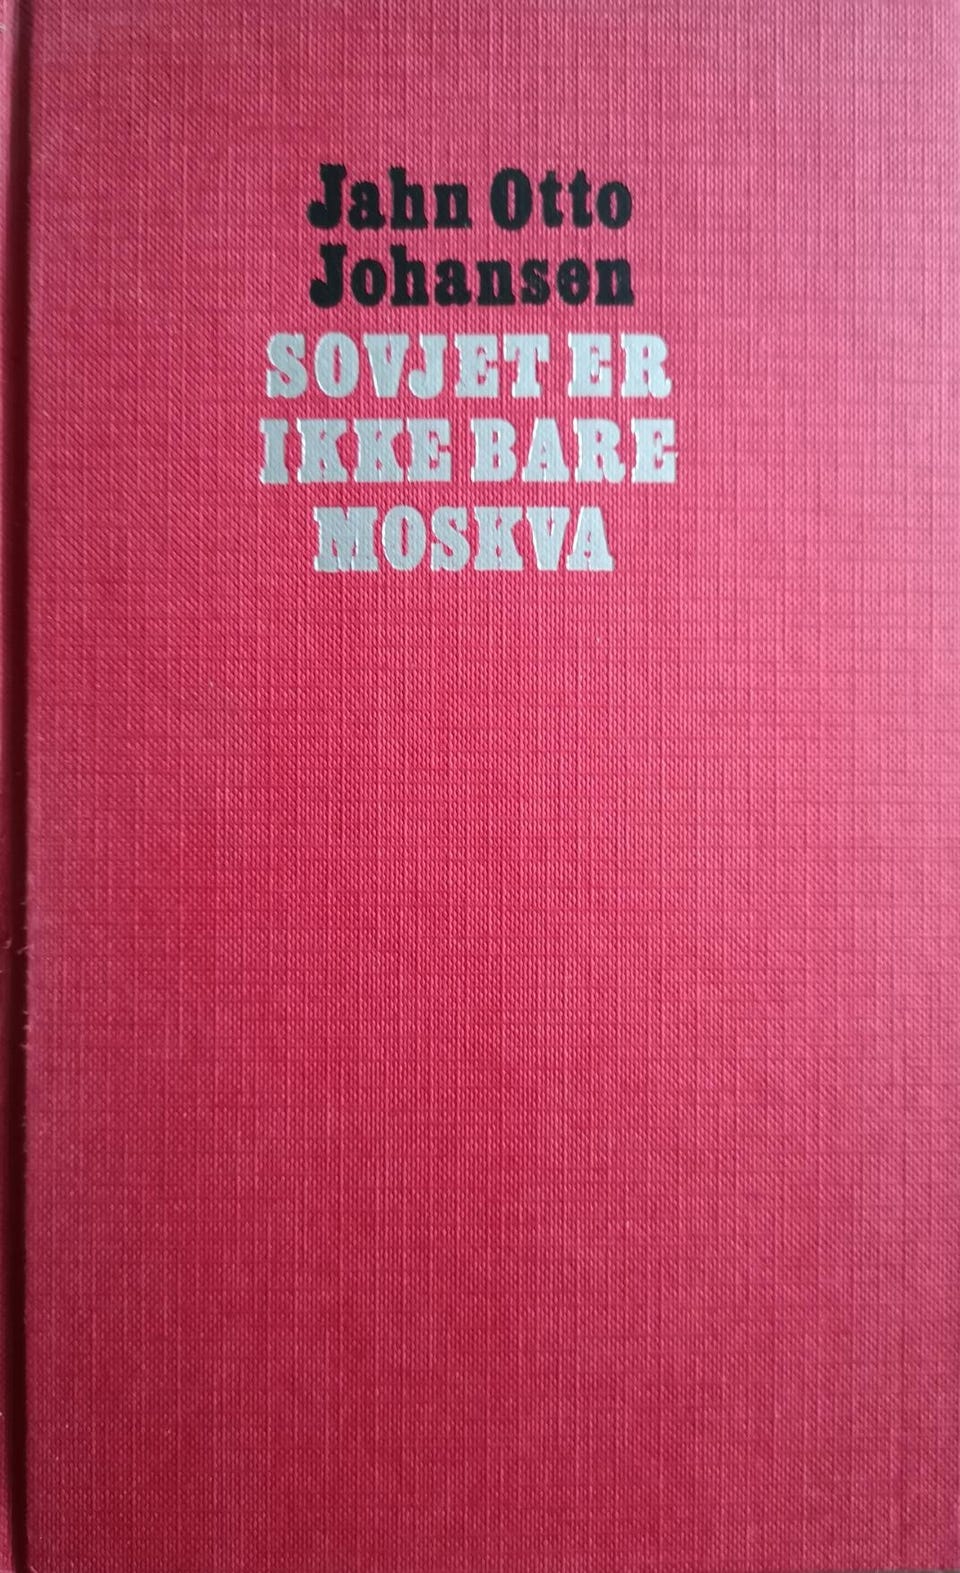 Jahn Otto
Johansen
SOVJET ER
IKKE BARE
MOSKVA